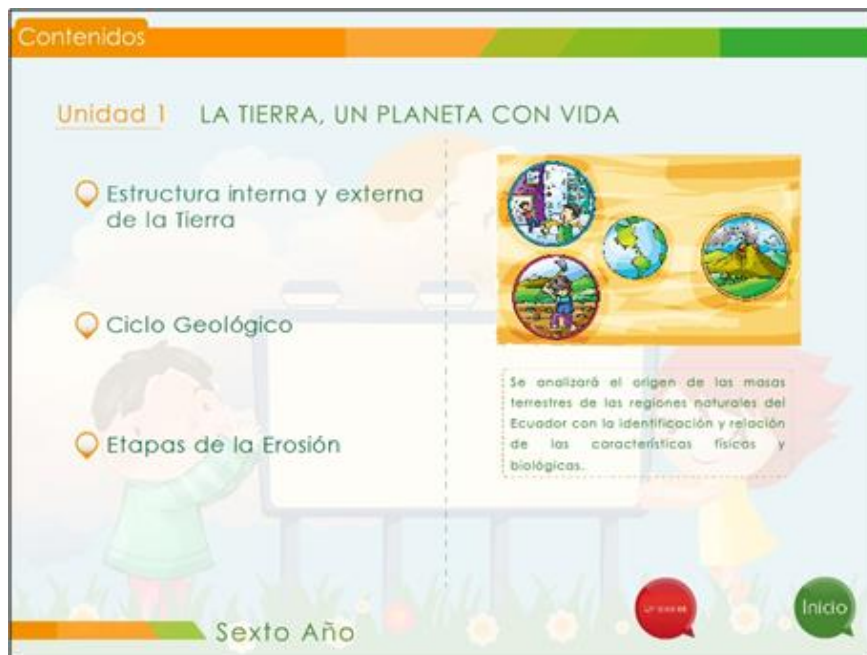 Contenidos
Unidad 1 LA TIERRA, UN PLANETA CON VIDA
Estructura interna y externa
de la Tierra
Ciclo Geológico
Etapas de la Erosión
Se analizará el origen de las masas
terrestres de las regiones naturales del
Ecuador con la identificación y relación
de las características físicas y
biológicas.
Inicio
Sexto Año